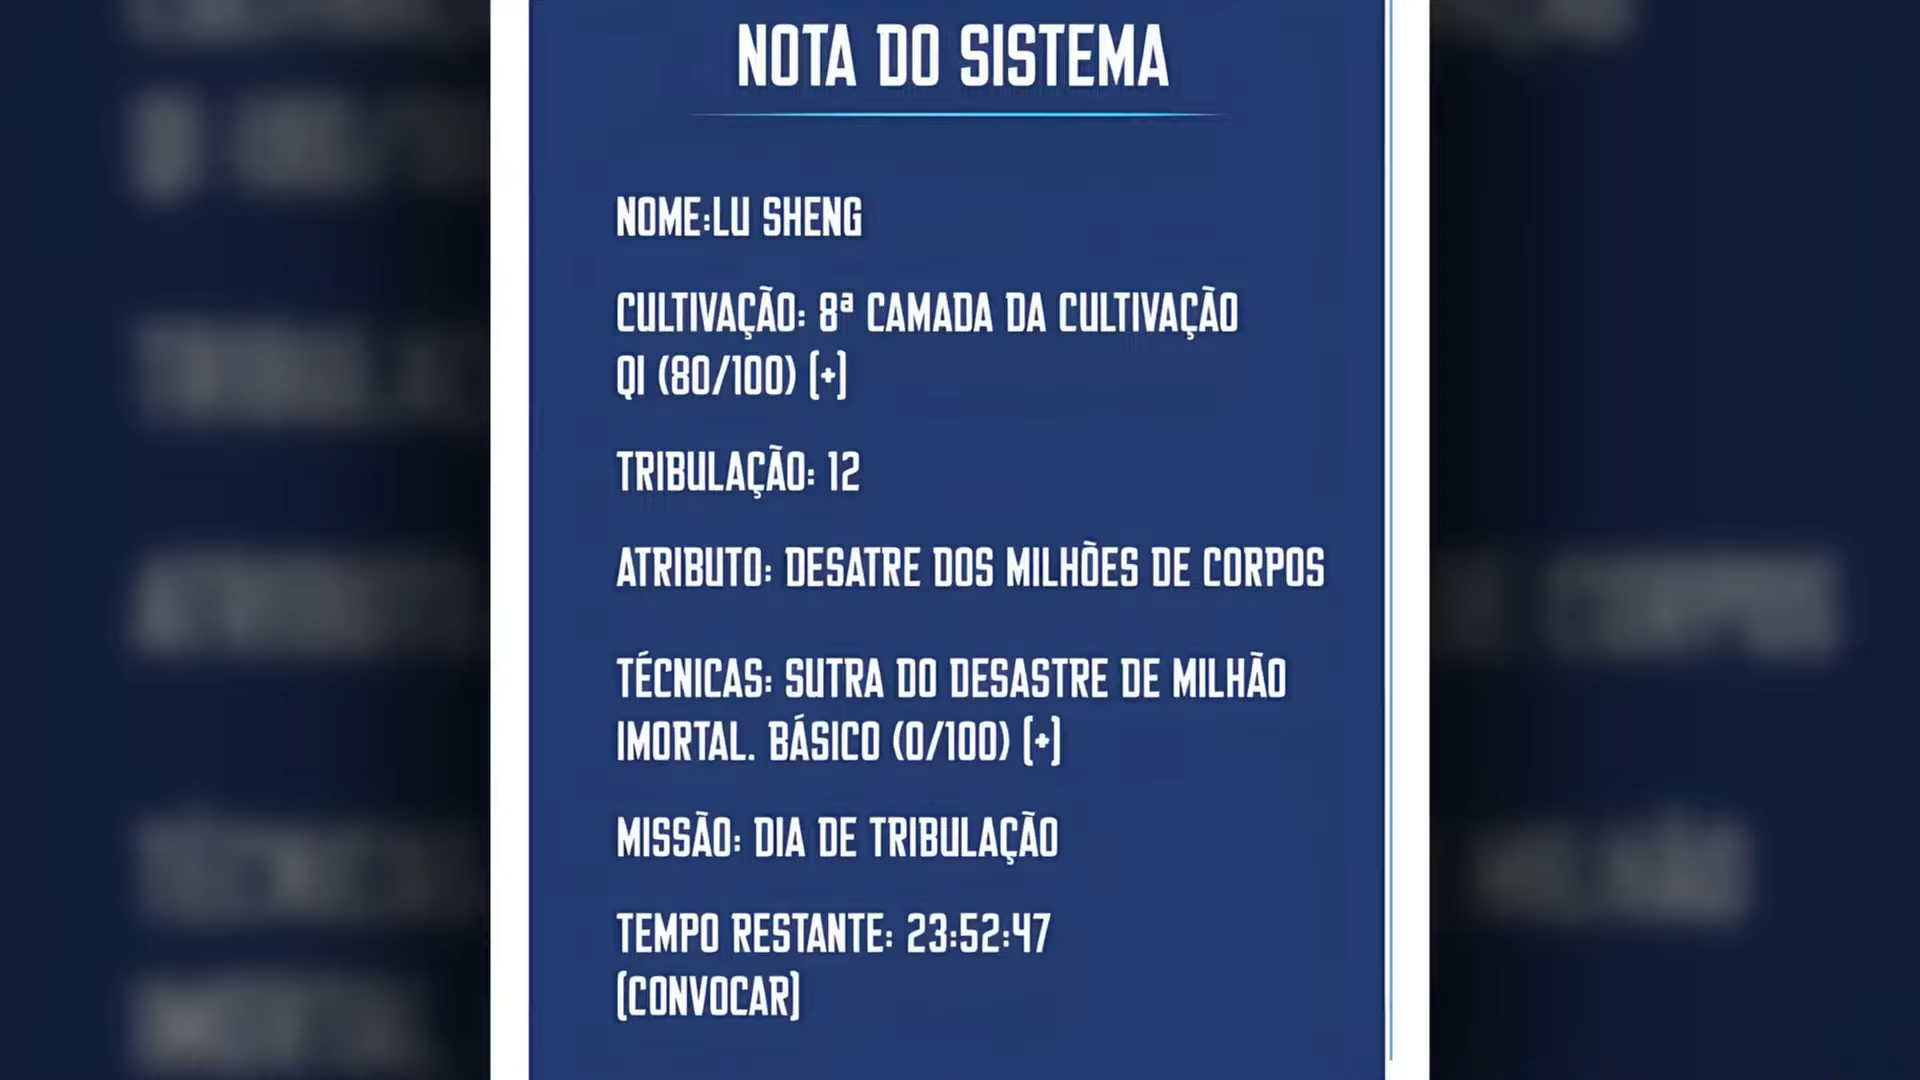 NOTA DO SISTEMA
NOME:LU SHENG
CULTIVAÇÃO: 8ª CAMADA DA CULTIVAÇÃO
QI (80/100) [+]
TRIBULAÇÃO: 12
ATRIBUTO: DESATRE DOS MILHÕES DE CORPOS
TÉCNICAS: SUTRA DO DESASTRE DE MILHÃO
IMORTAL. BÁSICO (0/100) [+]
MISSÃO: DIA DE TRIBULAÇÃO
TEMPO RESTANTE: 23:52:47
[CONVOCAR]